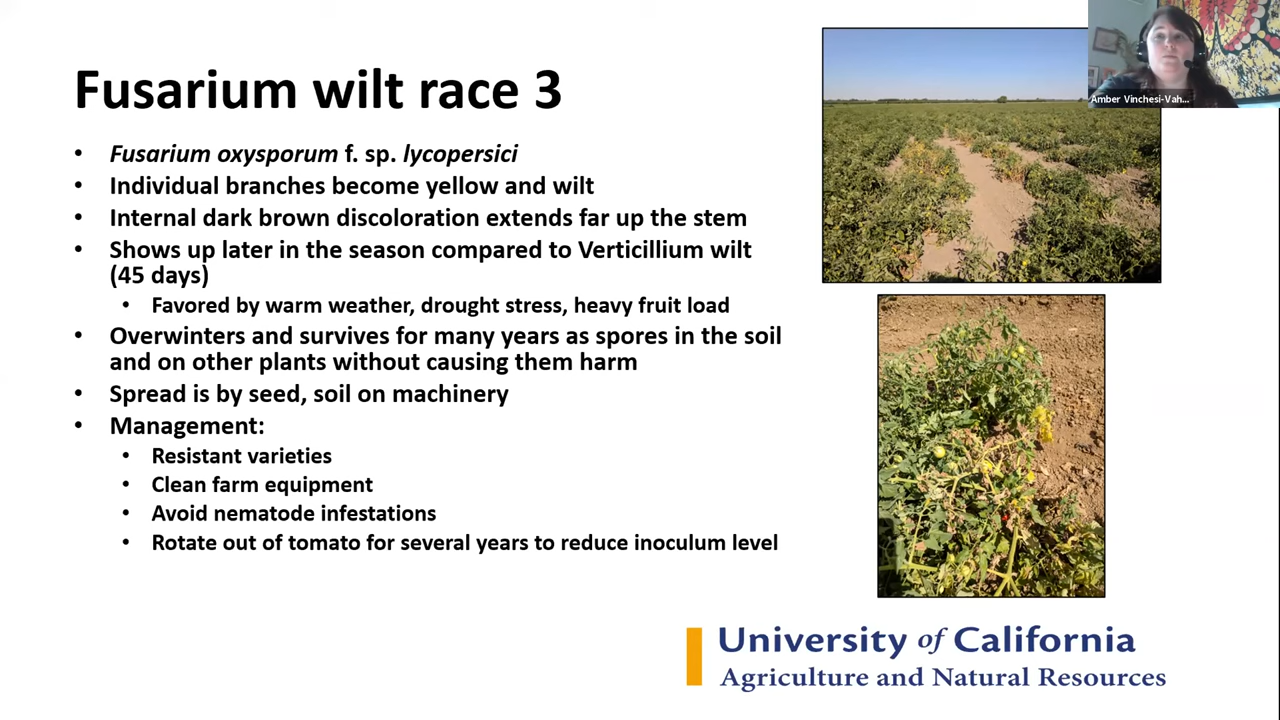 Fusarium wilt race 3
• Fusarium oxysporum f. sp. lycopersici
• Individual branches become yellow and wilt
• Internal dark brown discoloration extends far up the stem
• Shows up later in the season compared to Verticillium wilt
(45 days)
• Favored by warm weather, drought stress, heavy fruit load
• Overwinters and survives for many years as spores in the soil
and on other plants without causing them harm
• Spread is by seed, soil on machinery
• Management:
• Resistant varieties
• Clean farm equipment
• Avoid nematode infestations
• Rotate out of tomato for several years to reduce inoculum level
Amber Vinchesi-Vah...
University of California
Agriculture and Natural Resources